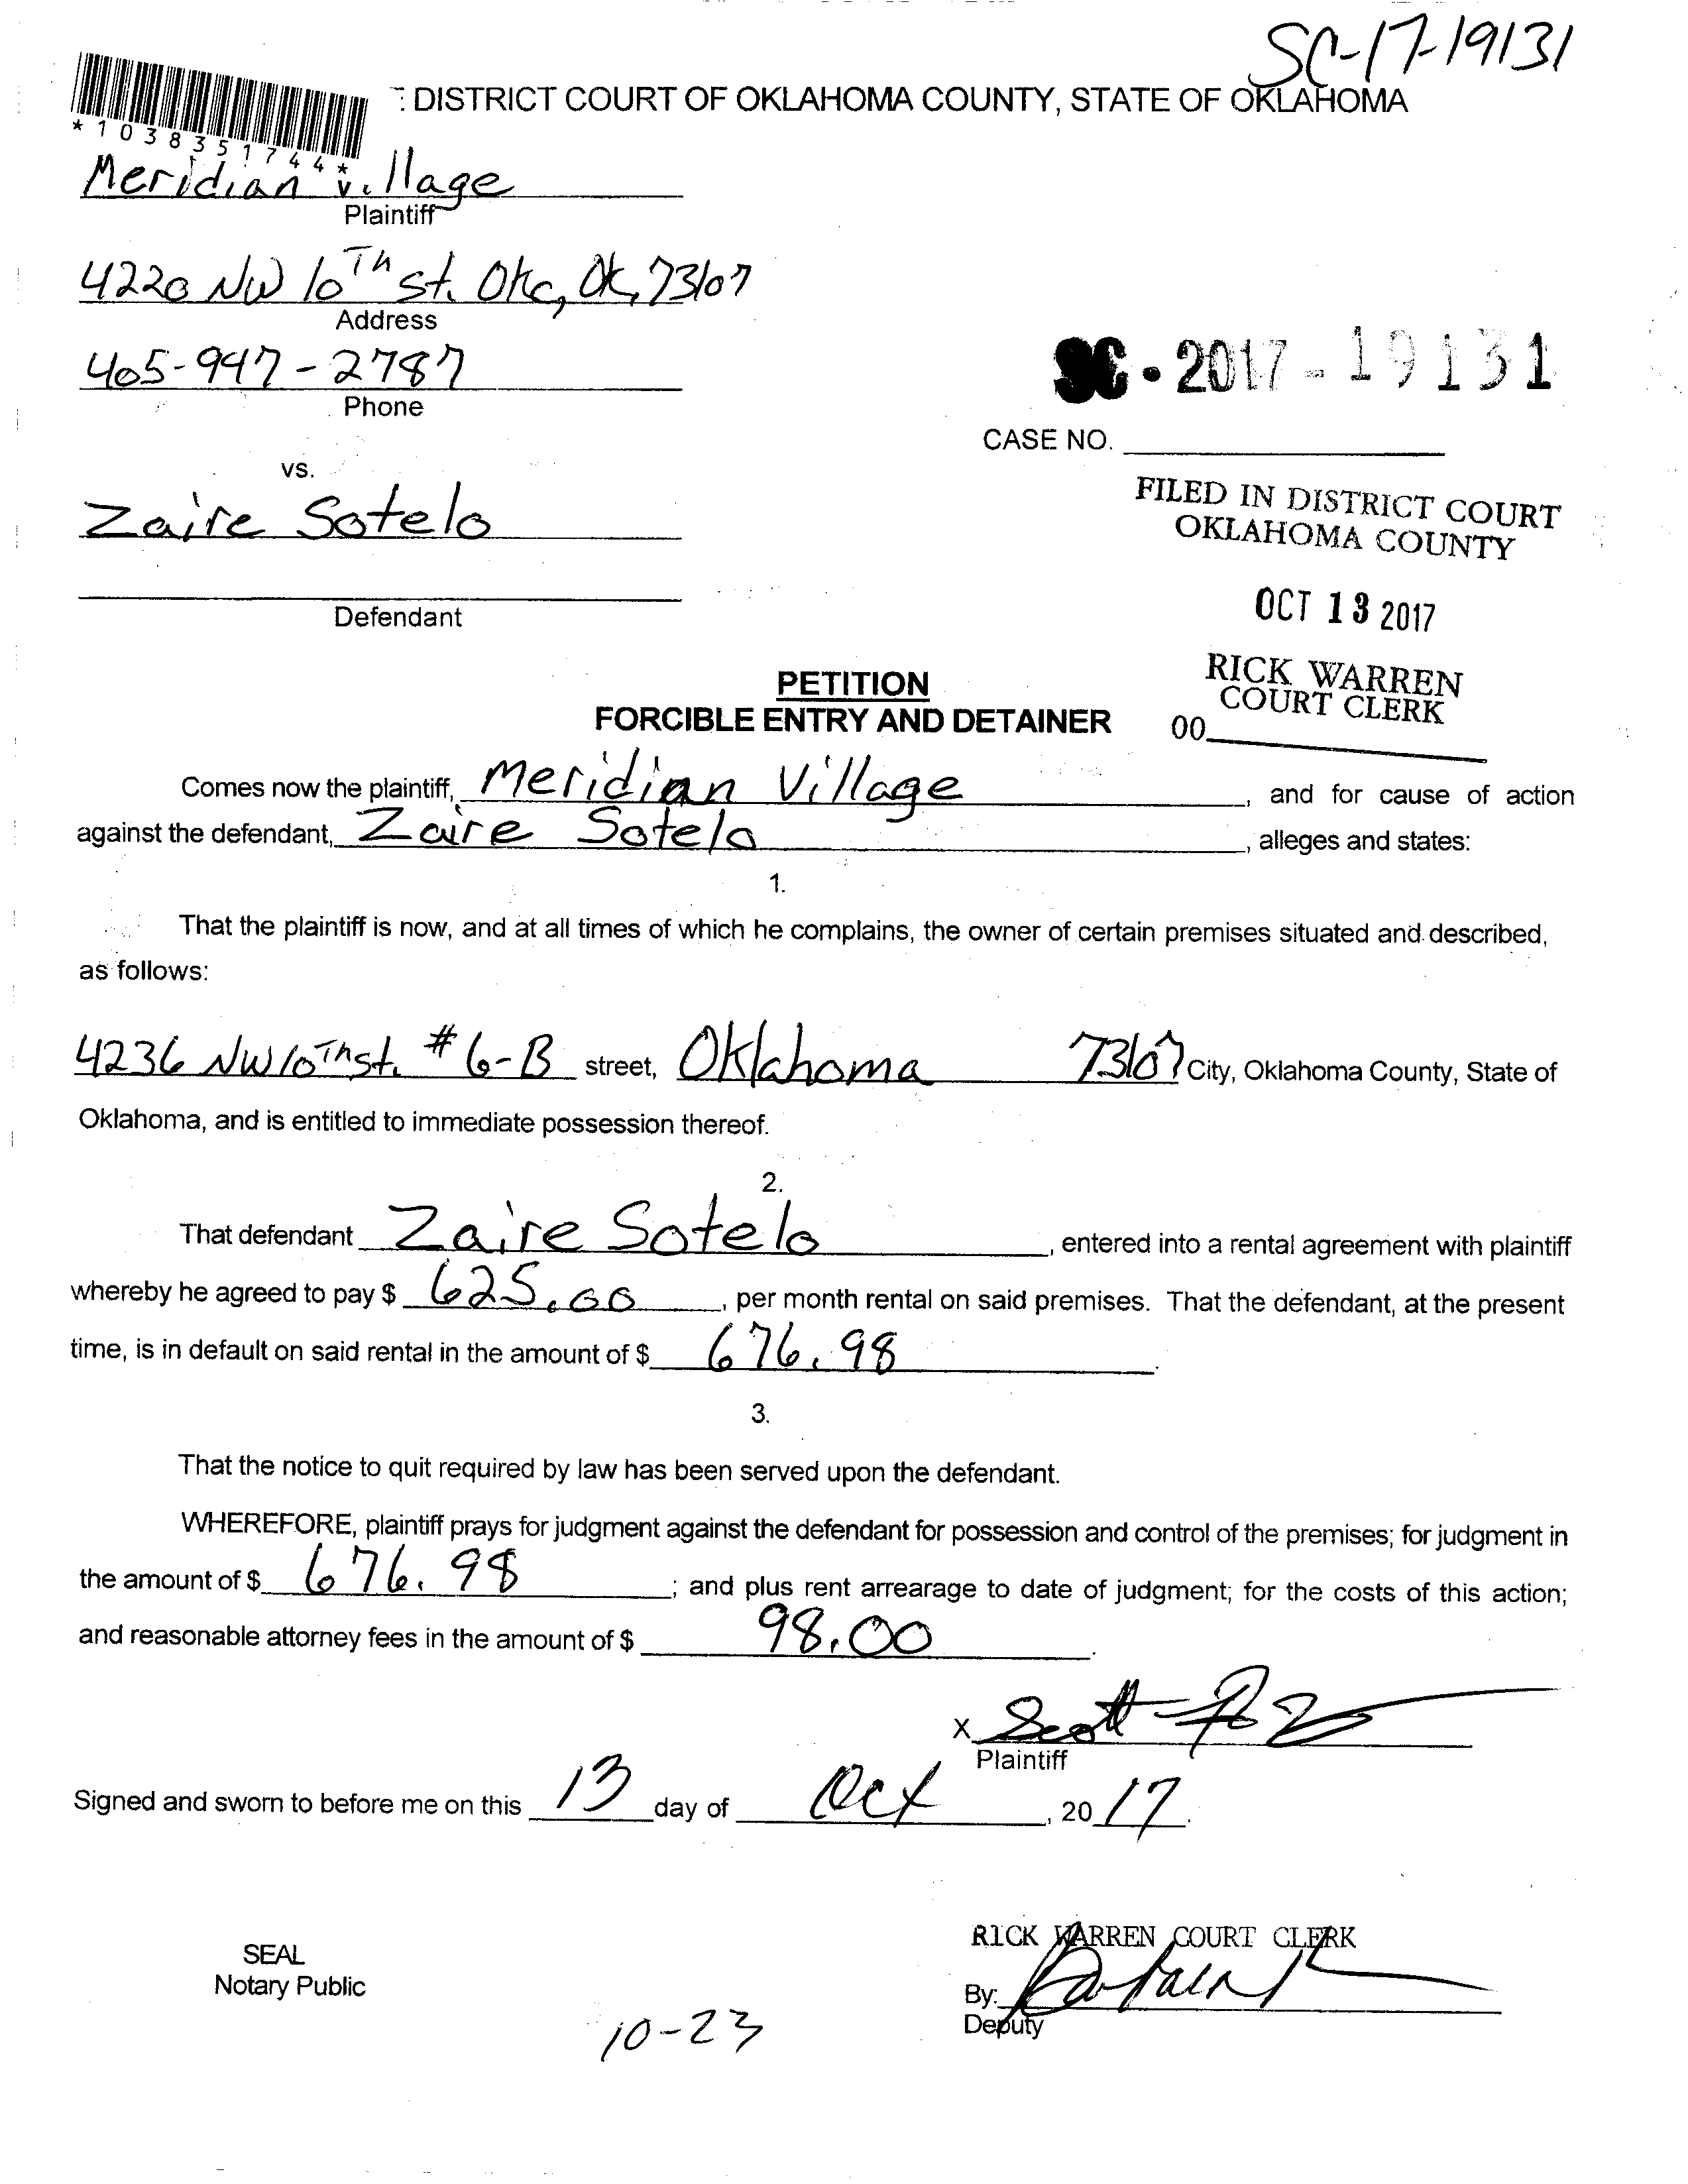 SC-17-19131
DISTRICT COURT OF OKLAHOMA COUNTY, STATE OF OKLAHOMA
*1038351744*
Meridian Village
Plaintiff
4220 NW 10Th st. Okc, OK, 73107
Address
405-947-2787
Phone
SC-2017-19131
CASE NO.
vs.
Zaire Sotelo
FILED IN DISTRICT COURT
OKLAHOMA COUNTY
Defendant
OCT 13 2017
RICK WARREN
COURT CLERK
00
PETITION
FORCIBLE ENTRY AND DETAINER
Comes now the plaintiff, Meridian Village, and for cause of action
against the defendant, Zaire Sotelo, alleges and states:
1.
That the plaintiff is now, and at all times of which he complains, the owner of certain premises situated and described,
as follows:
4236 NW 10Th st. #6-B street, Oklahoma 73107 City, Oklahoma County, State of
Oklahoma, and is entitled to immediate possession thereof.
2.
That defendant Zaire Sotelo, entered into a rental agreement with plaintiff
whereby he agreed to pay $ 625.00, per month rental on said premises. That the defendant, at the present
time, is in default on said rental in the amount of $ 676.98.
3.
That the notice to quit required by law has been served upon the defendant.
WHEREFORE, plaintiff prays for judgment against the defendant for possession and control of the premises; for judgment in
the amount of $ 676.98; and plus rent arrearage to date of judgment; for the costs of this action;
and reasonable attorney fees in the amount of $ 98.00.
X Scott
Plaintiff
Signed and sworn to before me on this 13 day of Oct, 2017.
RICK WARREN COURT CLERK
SEAL
Notary Public
By:
Deputy
10-23